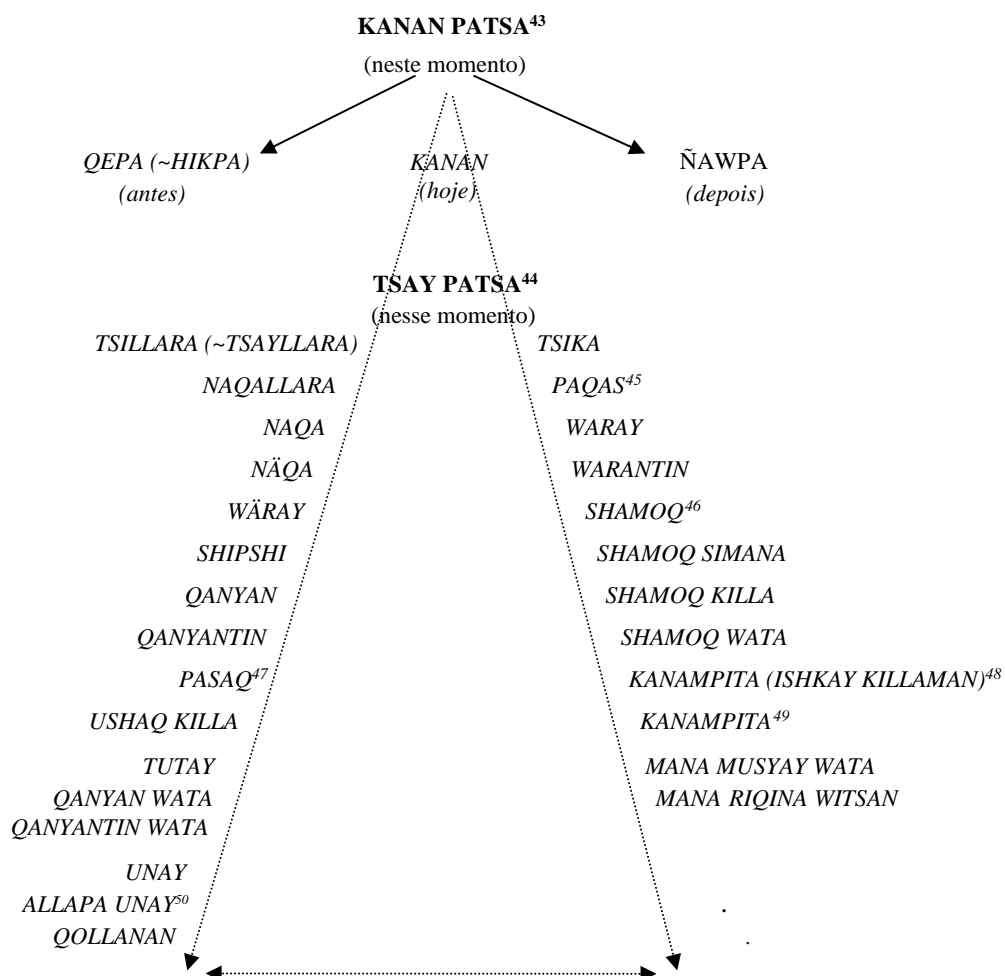 KANAN PATSA43
(neste momento)
QEPA (~HIKPA) KANAN ÑAWPA
(antes) (hoje) (depois)
TSAY PATSA44
(nesse momento)
TSILLARA (~TSAYLLARA) TSIKA
NAQALLARA PAQAS45
NAQA WARAY
NÄQA WARANTIN
WÄRAY SHAMOQ46
SHIPSHI SHAMOQ SIMANA
QANYAN SHAMOQ KILLA
QANYANTIN SHAMOQ WATA
PASAQ47 KANAMPITA (ISHKAY KILLAMAN)48
USHAQ KILLA KANAMPITA49
TUTAY MANA MUSYAY WATA
QANYAN WATA MANA RIQINA WITSAN
QANYANTIN WATA
UNAY
ALLAPA UNAY50 .
QOLLANAN .